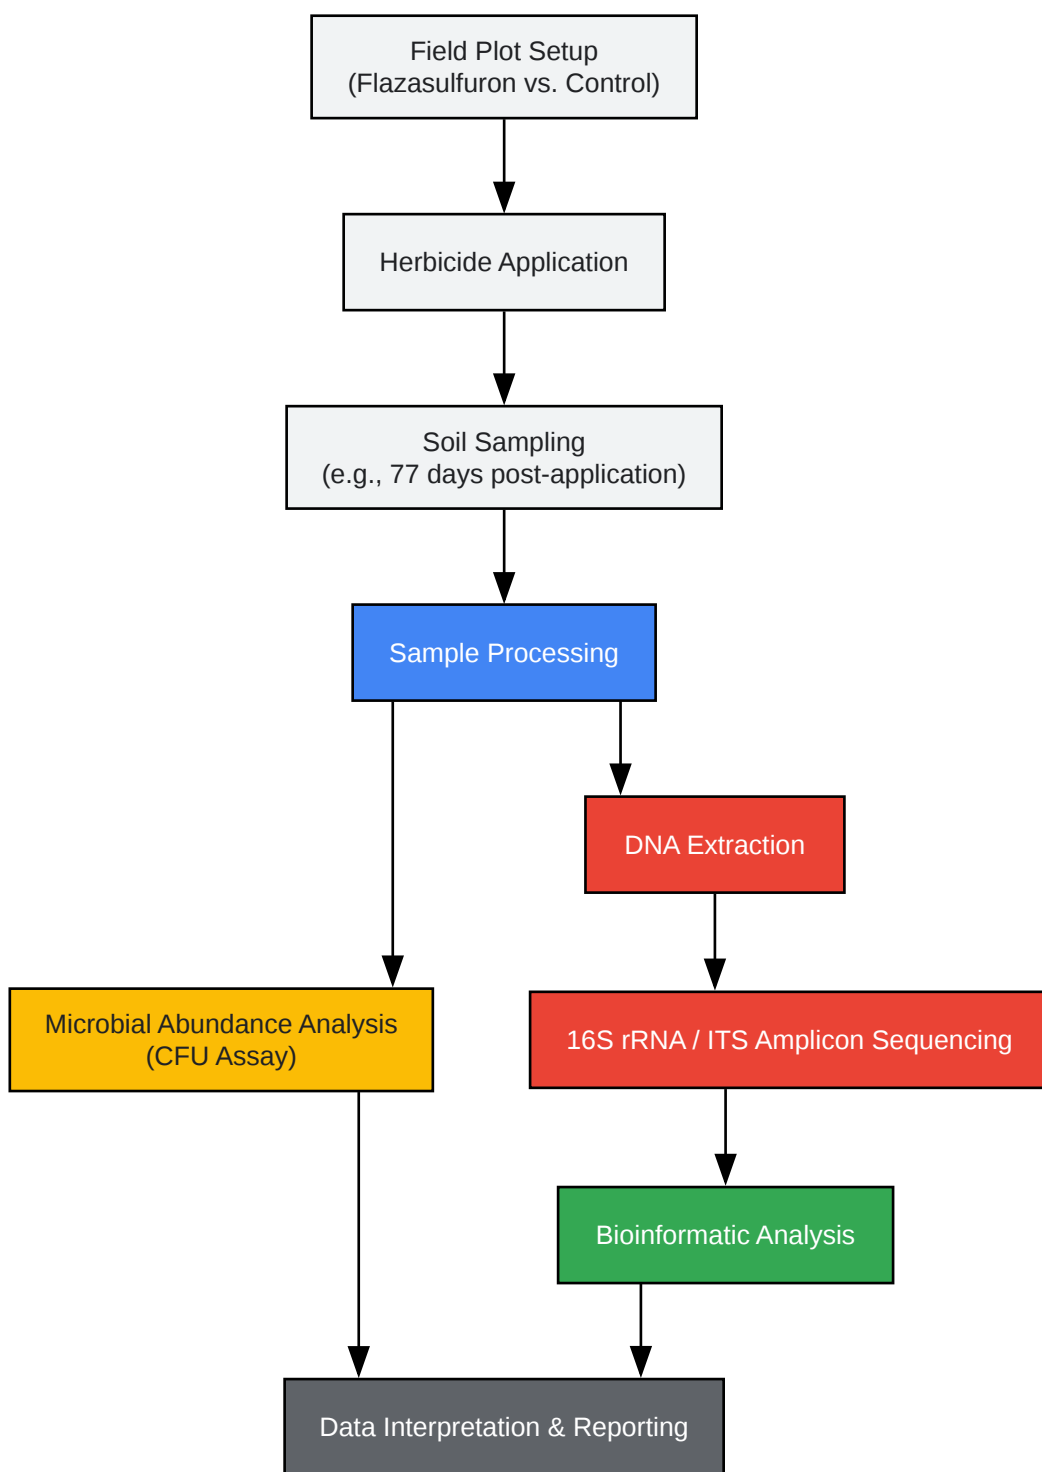 Field Plot Setup
(Flazasulfuron vs. Control)
Herbicide Application
Soil Sampling
(e.g., 77 days post-application)
Sample Processing
DNA Extraction
Microbial Abundance Analysis
(CFU Assay)
16S rRNA / ITS Amplicon Sequencing
Bioinformatic Analysis
Data Interpretation & Reporting